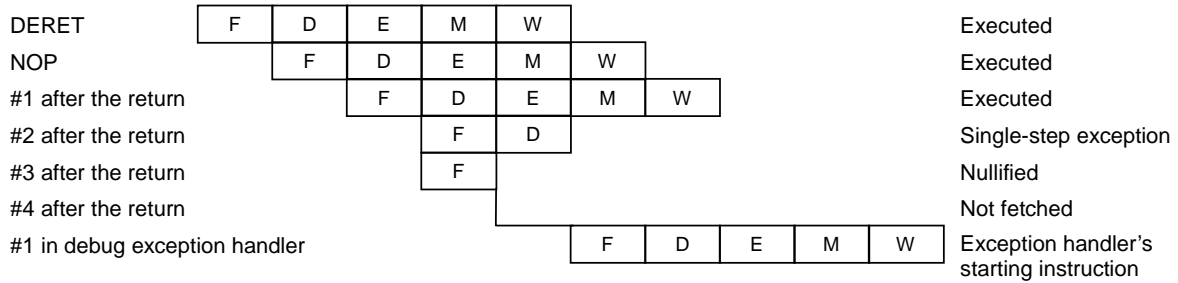 DERET F D E M W Executed
NOP F D E M W Executed
#1 after the return F D E M W Executed
#2 after the return F D Single-step exception
#3 after the return F Nullified
#4 after the return Not fetched
#1 in debug exception handler F D E M W Exception handler's
starting instruction